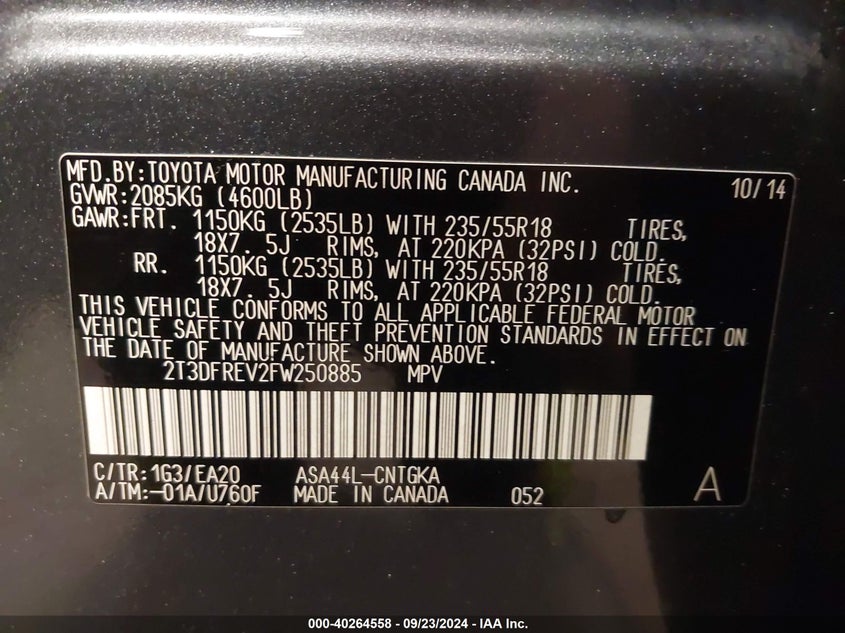 MFD.BY:TOYOTA MOTOR MANUFACTURING CANADA INC. 10/14
GVWR:2085KG (4600LB)
GAWR:FRT. 1150KG (2535LB) WITH 235/55R18 TIRES,
18X7. 5J RIMS, AT 220KPA (32PSI) COLD.
RR. 1150KG (2535LB) WITH 235/55R18 TIRES,
18X7. 5J RIMS, AT 220KPA (32PSI) COLD.
THIS VEHICLE CONFORMS TO ALL APPLICABLE FEDERAL MOTOR
VEHICLE SAFETY AND THEFT PREVENTION STANDARDS IN EFFECT ON
THE DATE OF MANUFACTURE SHOWN ABOVE.
2T3DFREV2FW250885 MPV
C/TR:1G3/EA20 ASA44L-CNTGKA
A/TM:-01A/U760F MADE IN CANADA 052 A
000-40264558 - 09/23/2024 - IAA Inc.